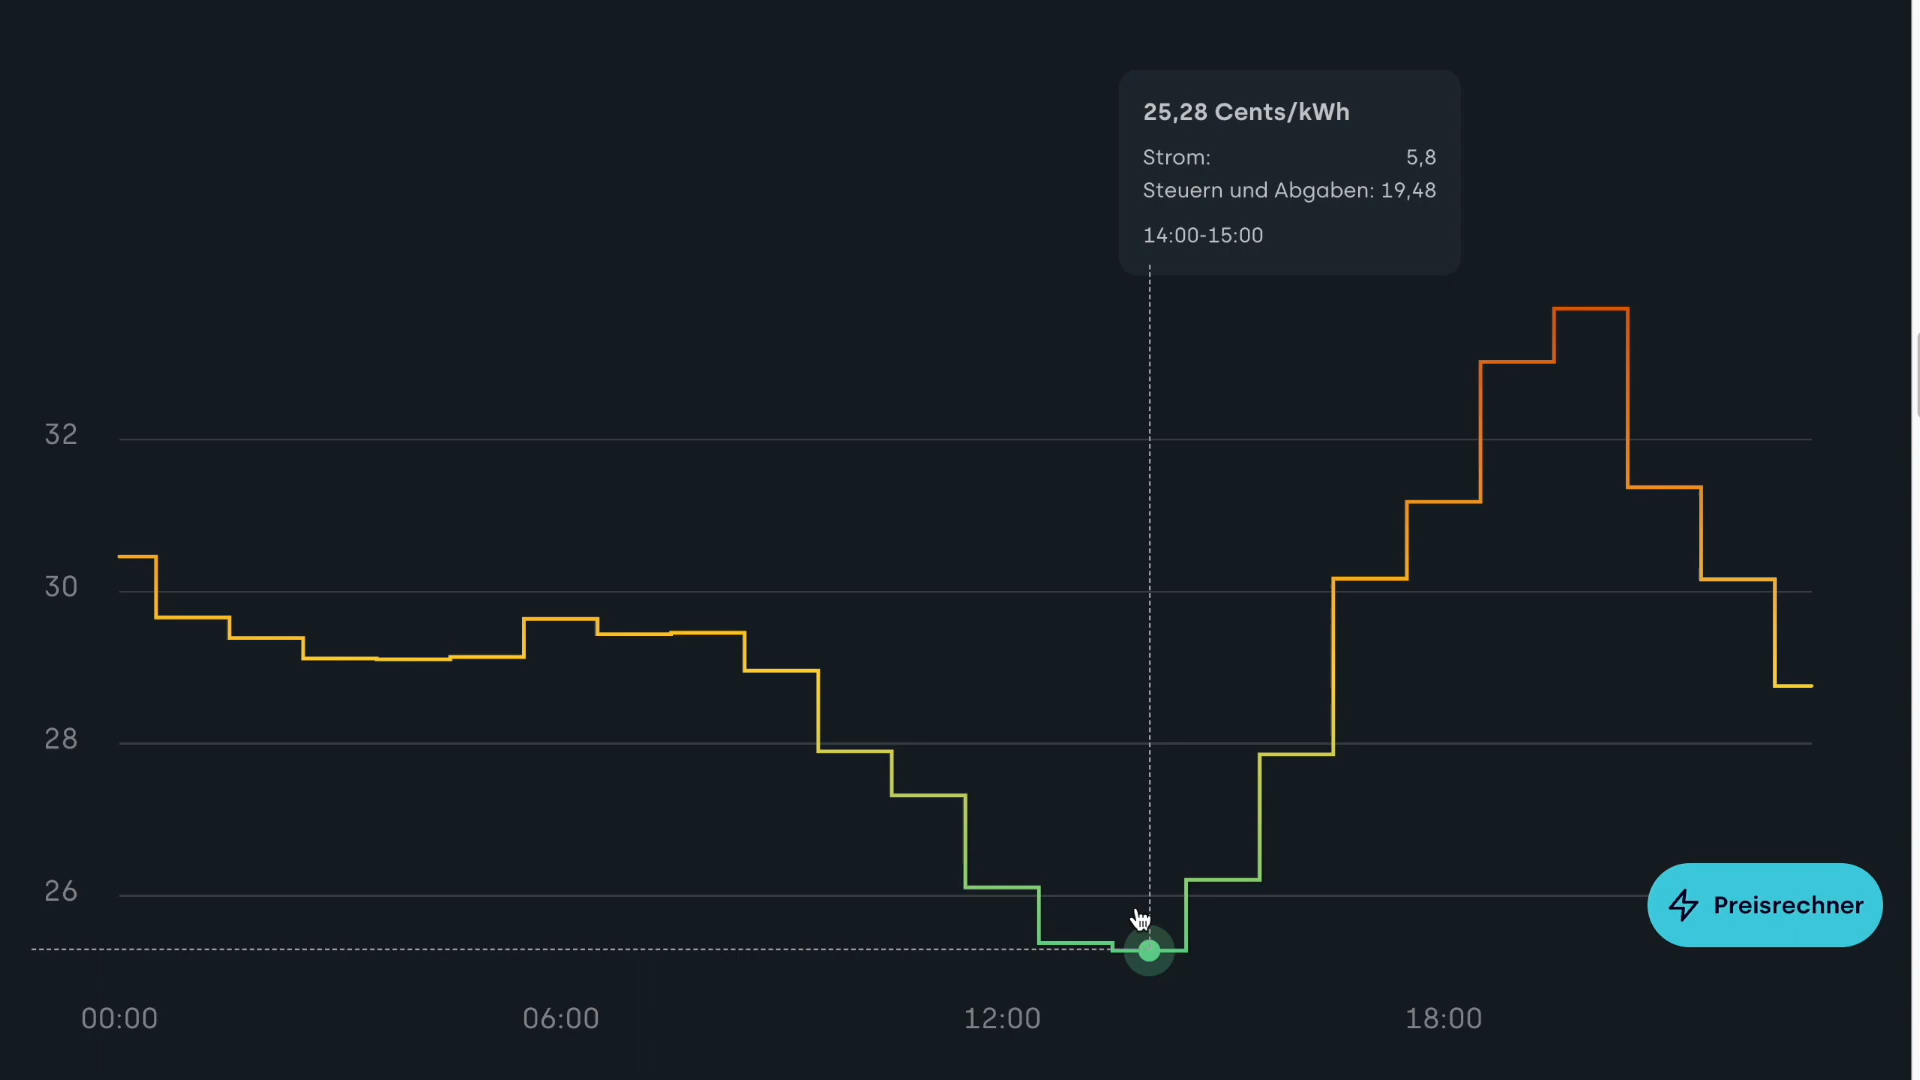 25,28 Cents/kWh
Strom: 5,8
Steuern und Abgaben: 19,48
14:00-15:00
32
30
28
26
Preisrechner
00:00 06:00 12:00 18:00